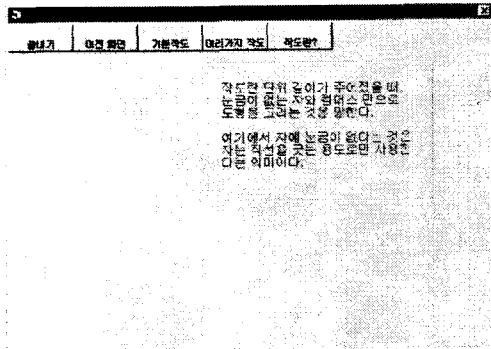 끝내기 이전 화면 기본작도 여러가지 작도 작도란?
작도란 단위 길이가 주어졌을 때,
눈금이 없는 자와 컴퍼스 만으로
도형을 그리는 것을 말한다.
여기에서 자에 눈금이 없다는 것은
자는 직선을 긋는 용도로만 사용한
다는 의미이다.